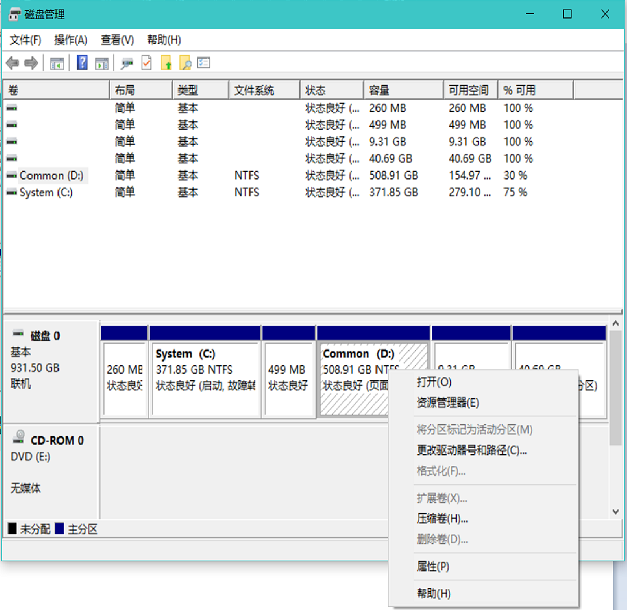 磁盘管理
文件(F) 操作(A) 查看(V) 帮助(H)
卷 布局 类型 文件系统 状态 容量 可用空间 % 可用
简单 基本 状态良好 (... 260 MB 260 MB 100 %
简单 基本 状态良好 (... 499 MB 499 MB 100 %
简单 基本 状态良好 (... 9.31 GB 9.31 GB 100 %
简单 基本 状态良好 (... 40.69 GB 40.69 GB 100 %
Common (D:) 简单 基本 NTFS 状态良好 (... 508.91 GB 154.97 ... 30 %
System (C:) 简单 基本 NTFS 状态良好 (... 371.85 GB 279.10 ... 75 %
磁盘 0
基本
931.50 GB
联机
260 MB
状态良好
System (C:)
371.85 GB NTFS
状态良好 (启动, 故障转
499 MB
状态良好
Common (D:)
508.91 GB NTFS
状态良好 (页面
9.31 GB
40.69 GB
分区)
CD-ROM 0
DVD (E:)
无媒体
未分配 主分区
打开(O)
资源管理器(E)
将分区标记为活动分区(M)
更改驱动器号和路径(C)...
格式化(F)...
扩展卷(X)...
压缩卷(H)...
删除卷(D)...
属性(P)
帮助(H)